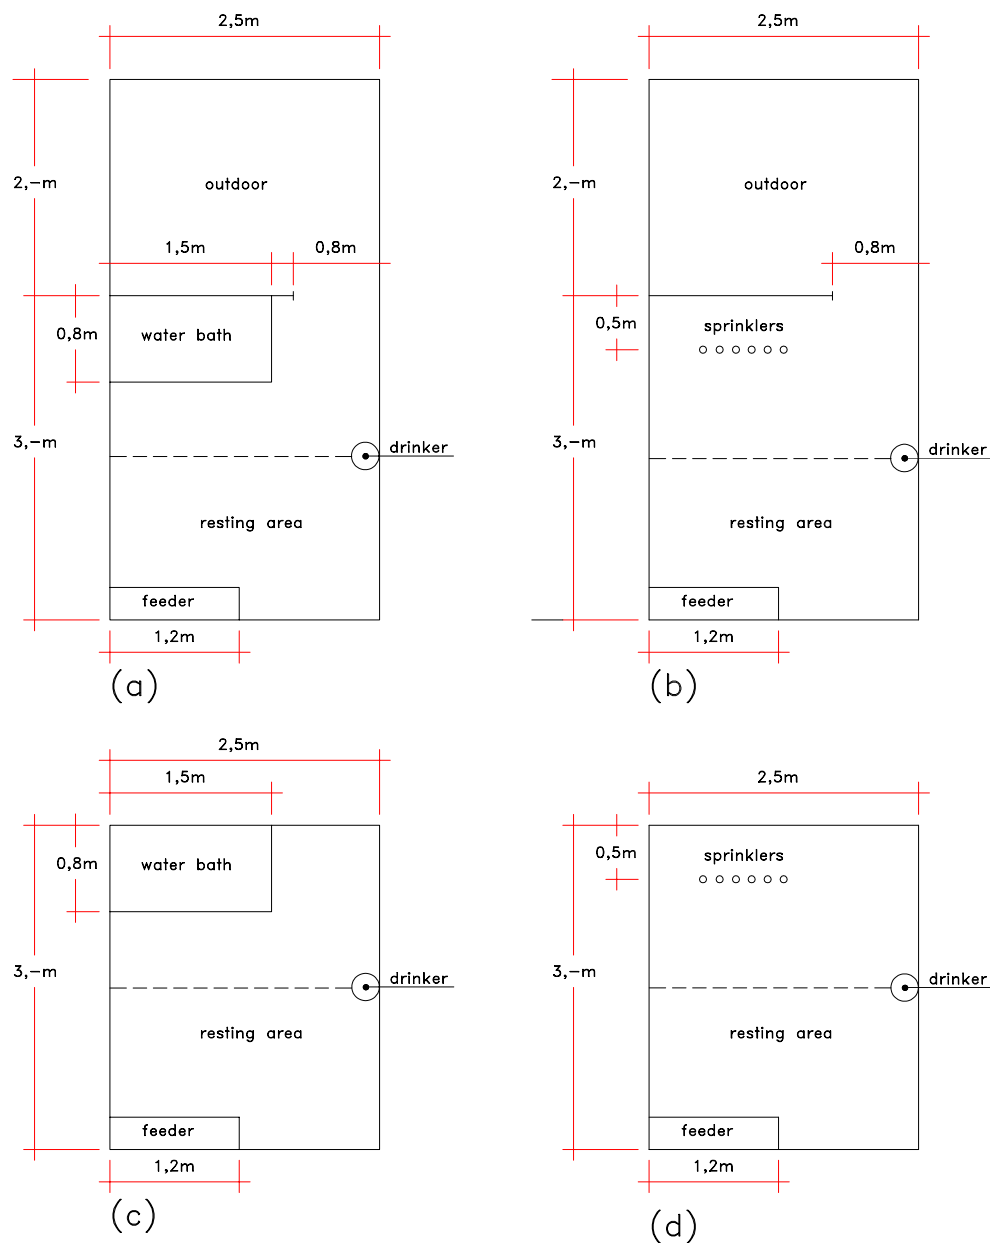 2,5m
2,-m
outdoor
1,5m
0,8m
0,8m
water bath
3,-m
drinker
resting area
feeder
1,2m
(a)
2,5m
2,-m
outdoor
0,8m
0,5m
sprinklers
3,-m
drinker
resting area
feeder
1,2m
(b)
2,5m
1,5m
0,8m
water bath
3,-m
drinker
resting area
feeder
1,2m
(c)
2,5m
0,5m
sprinklers
3,-m
drinker
resting area
feeder
1,2m
(d)